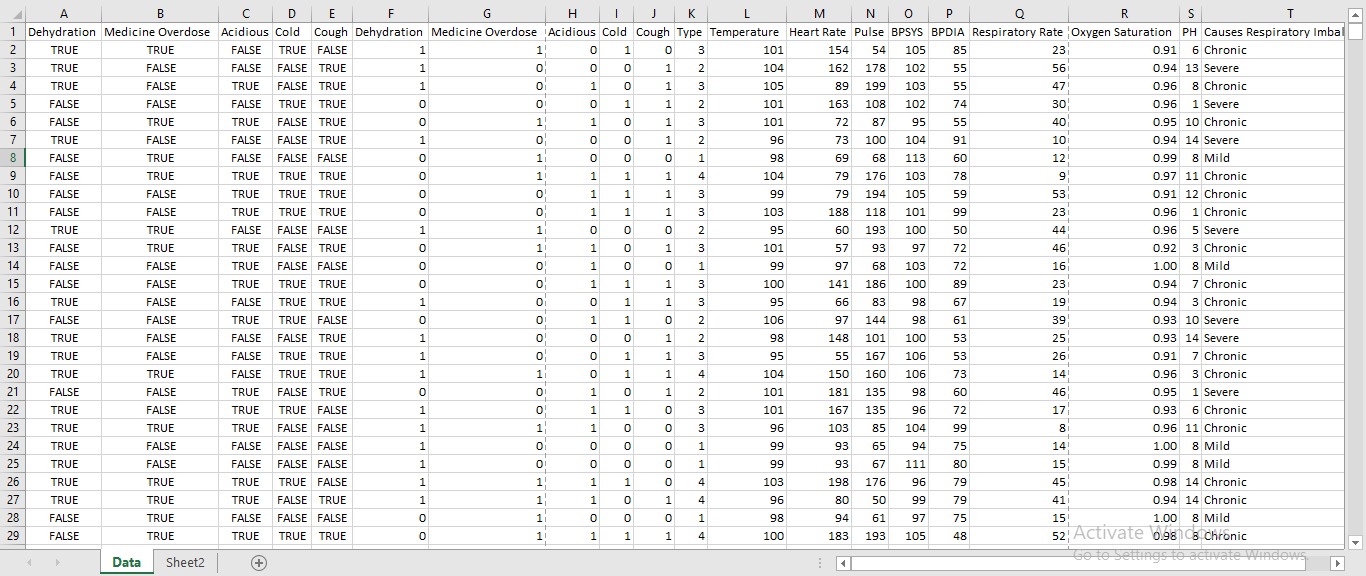 A B C D E F G H I J K L M N O P Q R S T
1 Dehydration Medicine Overdose Acidious Cold Cough Dehydration Medicine Overdose Acidious Cold Cough Type Temperature Heart Rate Pulse BPSYS BPDIA Respiratory Rate Oxygen Saturation PH Causes Respiratory Imbal
2 TRUE TRUE FALSE TRUE FALSE 1 1 0 1 0 3 101 154 54 105 85 23 0.91 6 Chronic
3 TRUE FALSE FALSE FALSE TRUE 1 0 0 0 1 2 104 162 178 102 55 56 0.94 13 Severe
4 TRUE FALSE TRUE FALSE TRUE 1 0 1 0 1 3 105 89 199 103 55 47 0.96 8 Chronic
5 FALSE FALSE FALSE TRUE TRUE 0 0 0 1 1 2 101 163 108 102 74 30 0.96 1 Severe
6 FALSE TRUE TRUE FALSE TRUE 0 1 1 0 1 3 101 72 87 95 55 40 0.95 10 Chronic
7 TRUE FALSE FALSE FALSE TRUE 1 0 0 0 1 2 96 73 100 104 91 10 0.94 14 Severe
8 FALSE TRUE FALSE FALSE FALSE 0 1 0 0 0 1 98 69 68 113 60 12 0.99 8 Mild
9 FALSE TRUE TRUE TRUE TRUE 0 1 1 1 1 4 104 79 176 103 78 9 0.97 11 Chronic
10 FALSE FALSE TRUE TRUE TRUE 0 0 1 1 1 3 99 79 194 105 59 53 0.91 12 Chronic
11 FALSE FALSE TRUE TRUE TRUE 0 0 1 1 1 3 103 188 118 101 99 23 0.96 1 Chronic
12 TRUE TRUE FALSE FALSE FALSE 1 1 0 0 0 2 95 60 193 100 50 44 0.96 5 Severe
13 FALSE TRUE TRUE FALSE TRUE 0 1 1 0 1 3 101 57 93 97 72 46 0.92 3 Chronic
14 FALSE FALSE TRUE FALSE FALSE 0 0 1 0 0 1 99 97 68 103 72 16 1.00 8 Mild
15 FALSE FALSE TRUE TRUE TRUE 0 0 1 1 1 3 100 141 186 100 89 23 0.94 7 Chronic
16 TRUE FALSE FALSE TRUE TRUE 1 0 0 1 1 3 95 66 83 98 67 19 0.94 3 Chronic
17 FALSE FALSE TRUE TRUE FALSE 0 0 1 1 0 2 106 97 144 98 61 39 0.93 10 Severe
18 TRUE FALSE FALSE FALSE TRUE 1 0 0 0 1 2 98 148 101 100 53 25 0.93 14 Severe
19 TRUE FALSE FALSE TRUE TRUE 1 0 0 1 1 3 95 55 167 106 53 26 0.91 7 Chronic
20 TRUE TRUE FALSE TRUE TRUE 1 1 0 1 1 4 104 150 160 106 73 14 0.96 3 Chronic
21 FALSE FALSE TRUE FALSE TRUE 0 0 1 0 1 2 101 181 135 98 60 46 0.95 1 Severe
22 TRUE FALSE TRUE TRUE FALSE 1 0 1 1 0 3 101 167 135 96 72 17 0.93 6 Chronic
23 TRUE TRUE TRUE FALSE FALSE 1 1 1 0 0 3 96 103 85 104 99 8 0.96 11 Chronic
24 TRUE FALSE FALSE FALSE FALSE 1 0 0 0 0 1 99 93 65 94 75 14 1.00 8 Mild
25 TRUE FALSE FALSE FALSE FALSE 1 0 0 0 0 1 99 93 67 111 80 15 0.99 8 Mild
26 TRUE TRUE TRUE TRUE FALSE 1 1 1 1 0 4 103 198 176 96 79 45 0.98 14 Chronic
27 TRUE TRUE TRUE FALSE TRUE 1 1 1 0 1 4 96 80 50 99 79 41 0.94 14 Chronic
28 FALSE TRUE FALSE FALSE FALSE 0 1 0 0 0 1 98 94 61 97 75 15 1.00 8 Mild
29 FALSE TRUE TRUE TRUE TRUE 0 1 1 1 1 4 100 183 193 105 48 52 0.98 8 Chronic
Activate Windows
Go to Settings to activate Windows.
Data Sheet2